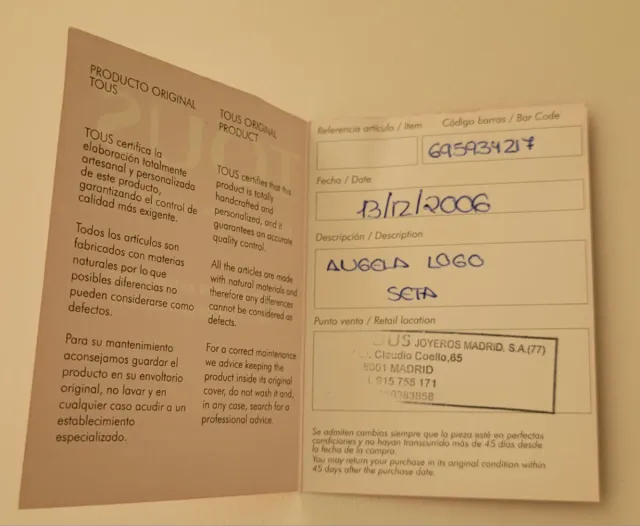 PRODUCTO ORIGINAL
TOUS
TOUS certifica la
elaboración totalmente
artesanal y personalizada
de este producto,
garantizando el control de
calidad más exigente.
Todos los artículos son
fabricados con materias
naturales por lo que
posibles diferencias no
pueden considerarse como
defectos.
Para su mantenimiento
aconsejamos guardar el
producto en su envoltorio
original, no lavar y en
cualquier caso acudir a un
establecimiento
especializado.
TOUS ORIGINAL
PRODUCT
TOUS certifies that this
product is totally
handcrafted and
personalized, and it
guarantees an accurate
quality control.
All the articles are made
with natural materials and
therefore any differences
cannot be considered as
defects.
For a correct maintenance
we advice keeping the
product inside its original
cover, do not wash it and,
in any case, search for a
professional advice.
Referencia artículo / Item
Código barras / Bar Code
695934217
Fecha / Date
13/12/2006
Descripción / Description
ANGELA LOGO
SETA
Punto venta / Retail location
US JOYEROS MADRID, S.A.(77)
Claudio Coello,65
8001 MADRID
915 755 171
Se admiten cambios siempre que la pieza esté en perfectas
condiciones y no hayan transcurrido más de 45 días desde
la fecha de la compra.
You may return your purchase in its original condition within
45 days after the purchase date.